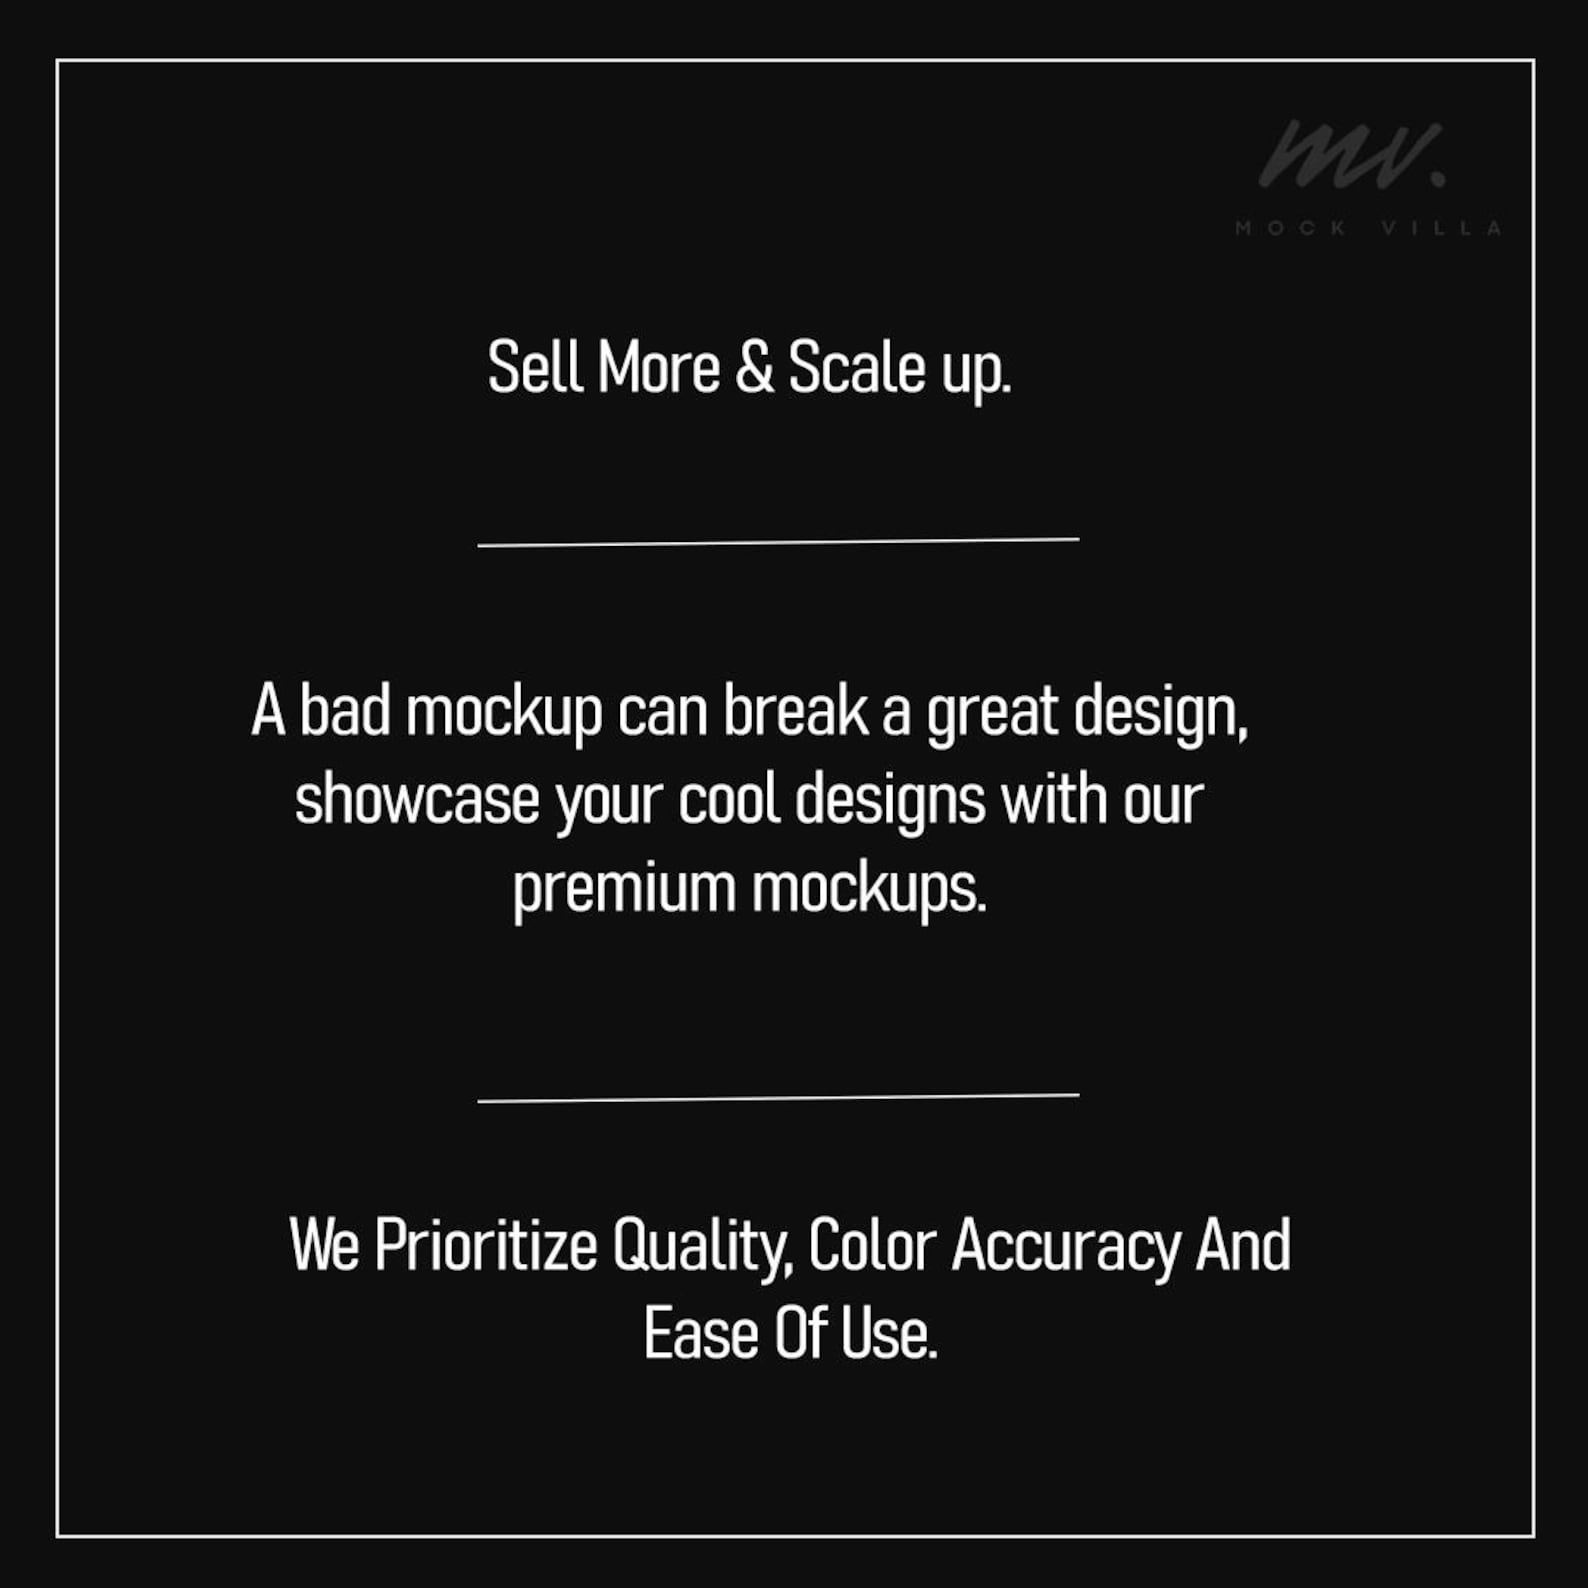 mv.
MOCK VILLA
Sell More & Scale up.
A bad mockup can break a great design,
showcase your cool designs with our
premium mockups.
We Prioritize Quality, Color Accuracy And
Ease Of Use.